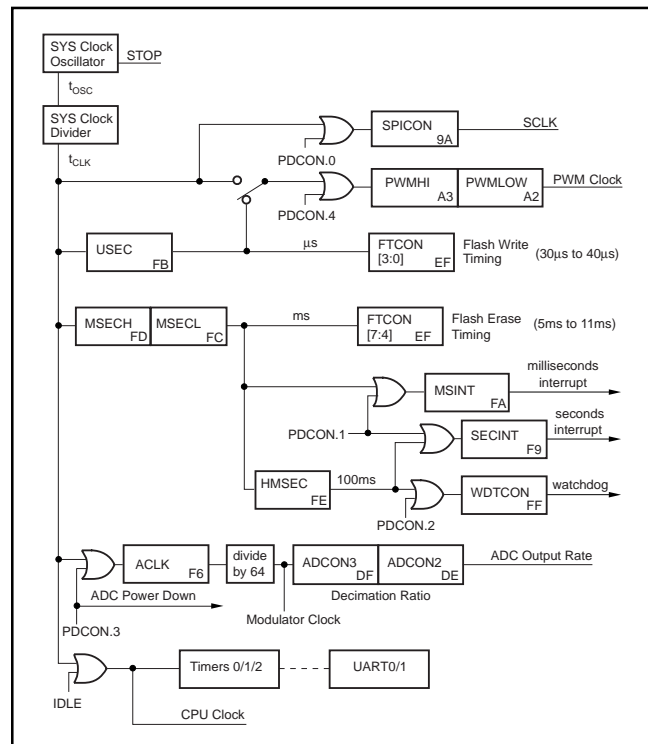 SYS Clock
Oscillator
STOP
tOSC
SYS Clock
Divider
tCLK
PDCON.0
SPICON
9A
SCLK
PDCON.4
PWMHI
A3
PWMLOW
A2
PWM Clock
USEC
FB
µs
FTCON
[3:0]
EF
Flash Write
Timing
(30µs to 40µs)
MSECH
FD
MSECL
FC
ms
FTCON
[7:4]
EF
Flash Erase
Timing
(5ms to 11ms)
milliseconds
interrupt
MSINT
FA
PDCON.1
seconds
interrupt
SECINT
F9
HMSEC
FE
100ms
PDCON.2
WDTCON
FF
watchdog
ACLK
F6
divide
by 64
ADCON3
DF
ADCON2
DE
ADC Output Rate
ADC Power Down
Decimation Ratio
Modulator Clock
PDCON.3
Timers 0/1/2
UART0/1
IDLE
CPU Clock